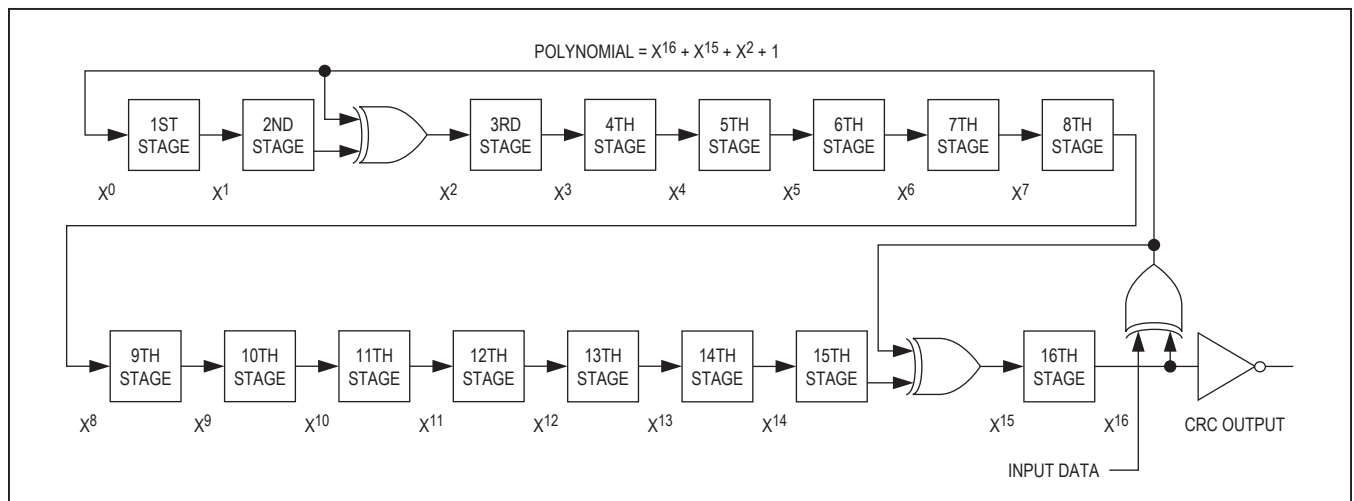 POLYNOMIAL = X16 + X15 + X2 + 1
1ST
STAGE
2ND
STAGE
3RD
STAGE
4TH
STAGE
5TH
STAGE
6TH
STAGE
7TH
STAGE
8TH
STAGE
X0 X1 X2 X3 X4 X5 X6 X7
9TH
STAGE
10TH
STAGE
11TH
STAGE
12TH
STAGE
13TH
STAGE
14TH
STAGE
15TH
STAGE
16TH
STAGE
X8 X9 X10 X11 X12 X13 X14 X15 X16
CRC OUTPUT
INPUT DATA